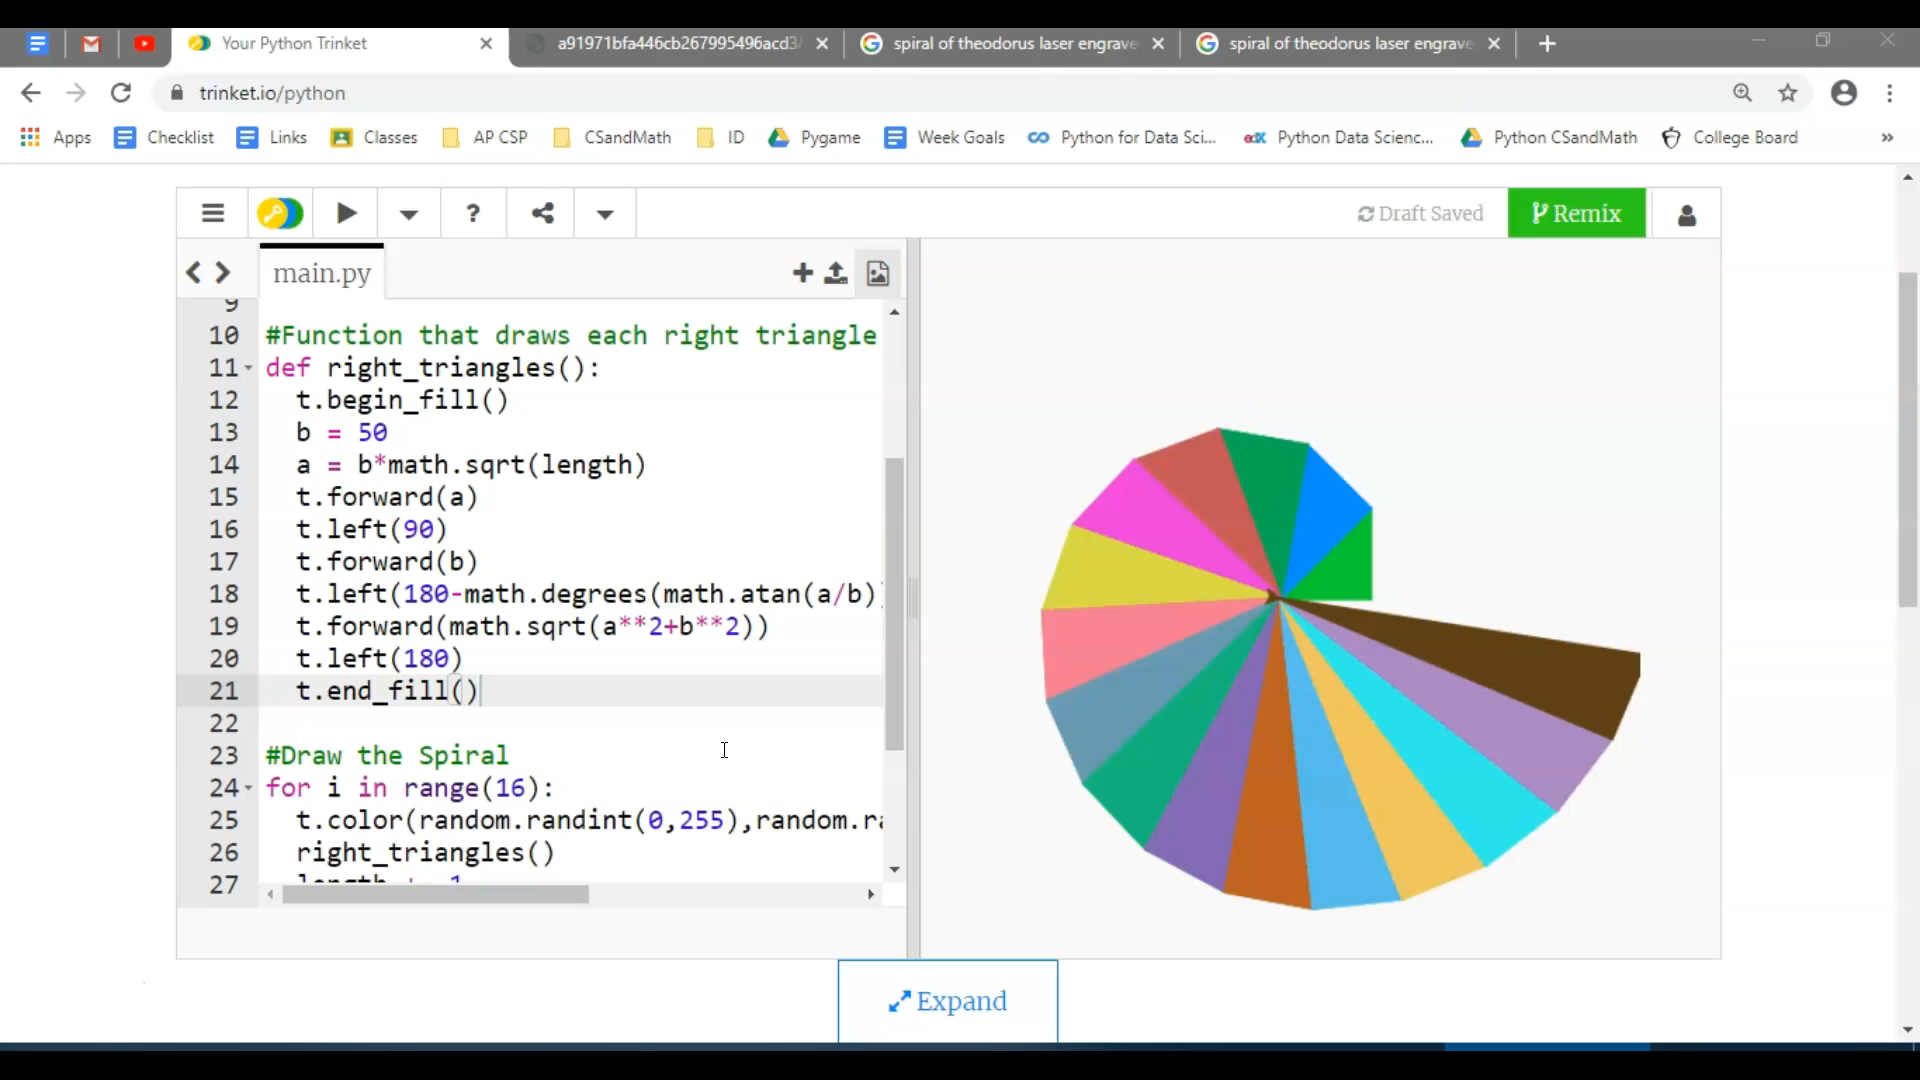 Your Python Trinket
a91971bfa446cb267995496acd3
spiral of theodorus laser engrave
spiral of theodorus laser engrave
trinket.io/python
Apps
Checklist
Links
Classes
AP CSP
CSandMath
ID
Pygame
Week Goals
Python for Data Sci...
edX
Python Data Scienc...
Python CSandMath
College Board
»
?
Draft Saved
Remix
main.py
9
10 #Function that draws each right triangle
11 def right_triangles():
12 t.begin_fill()
13 b = 50
14 a = b*math.sqrt(length)
15 t.forward(a)
16 t.left(90)
17 t.forward(b)
18 t.left(180-math.degrees(math.atan(a/b)
19 t.forward(math.sqrt(a**2+b**2))
20 t.left(180)
21 t.end_fill()
22
23 #Draw the Spiral
24 for i in range(16):
25 t.color(random.randint(0,255),random.ra
26 right_triangles()
27
Expand